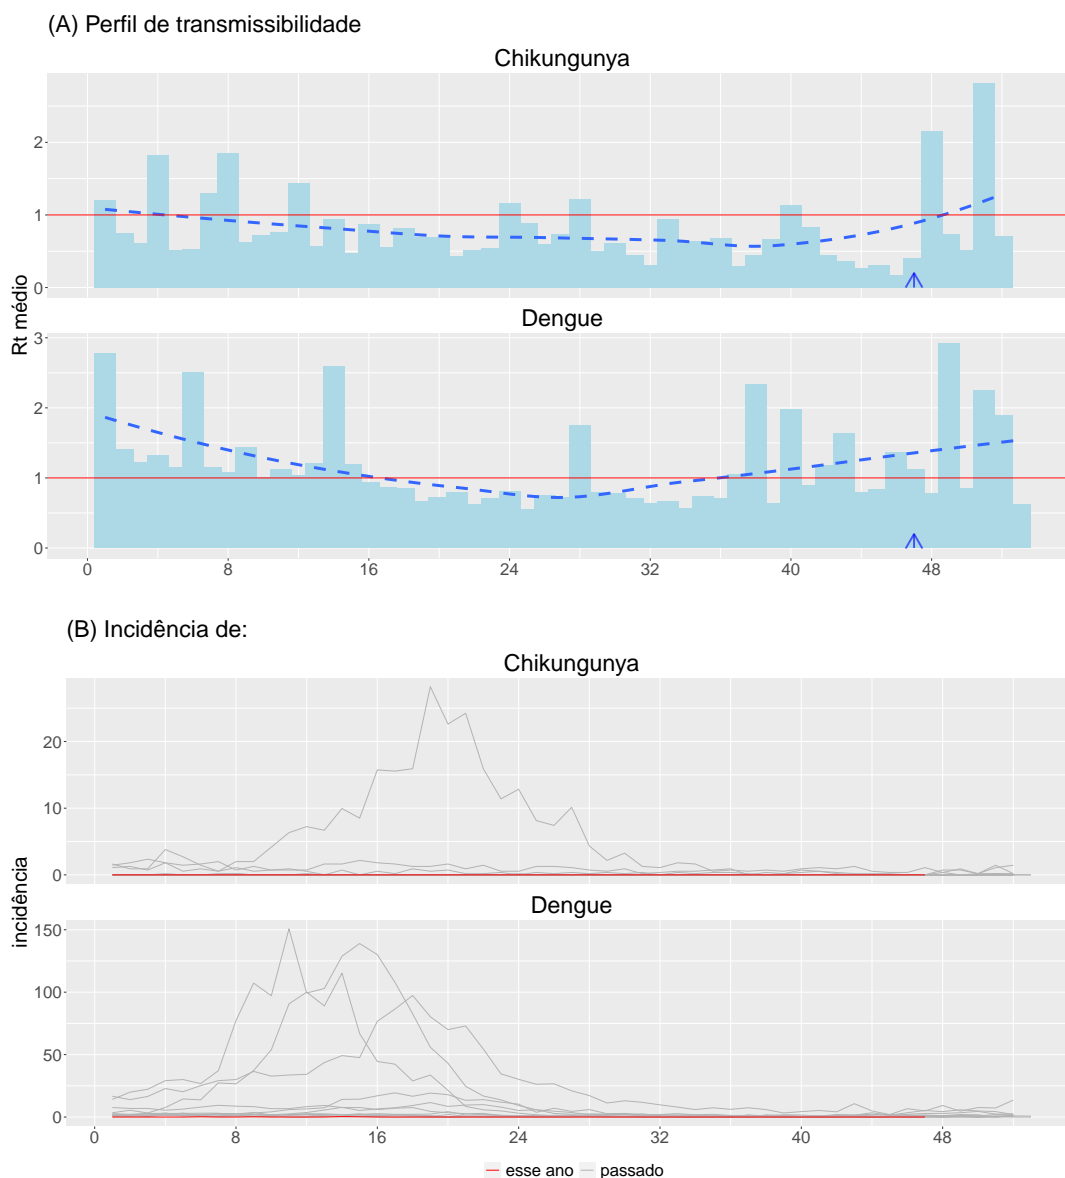 (A) Perfil de transmissibilidade
Chikungunya
2
1
0
Rt médio
Dengue
3
2
1
0
0 8 16 24 32 40 48
(B) Incidência de:
Chikungunya
20
10
0
incidência
Dengue
150
100
50
0
0 8 16 24 32 40 48
esse ano passado